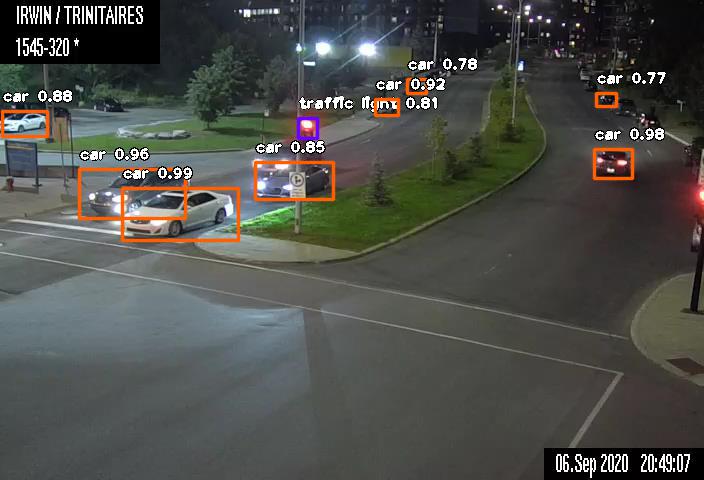 IRWIN / TRINITAIRES
1545-320 *
car 0.78
car 0.77
car 0.92
car 0.88
traffic light 0.81
car 0.98
car 0.85
car 0.96
car 0.99
06.Sep 2020 20:49:07